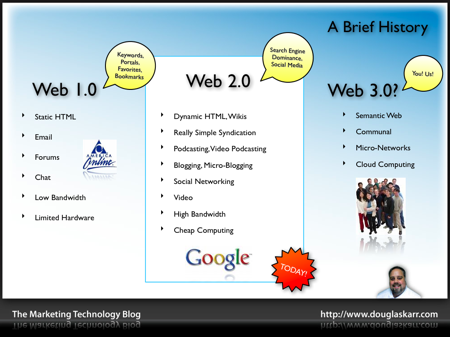 A Brief History
Keywords,
Portals,
Favorites,
Bookmarks
Web 1.0
Static HTML
Email
Forums
Chat
Low Bandwidth
Limited Hardware
AMERICA
Online
Search Engine
Dominance,
Social Media
Web 2.0
Dynamic HTML, Wikis
Really Simple Syndication
Podcasting, Video Podcasting
Blogging, Micro-Blogging
Social Networking
Video
High Bandwidth
Cheap Computing
Google
TODAY!
You! Us!
Web 3.0?
Semantic Web
Communal
Micro-Networks
Cloud Computing
The Marketing Technology Blog
http://www.douglaskarr.com